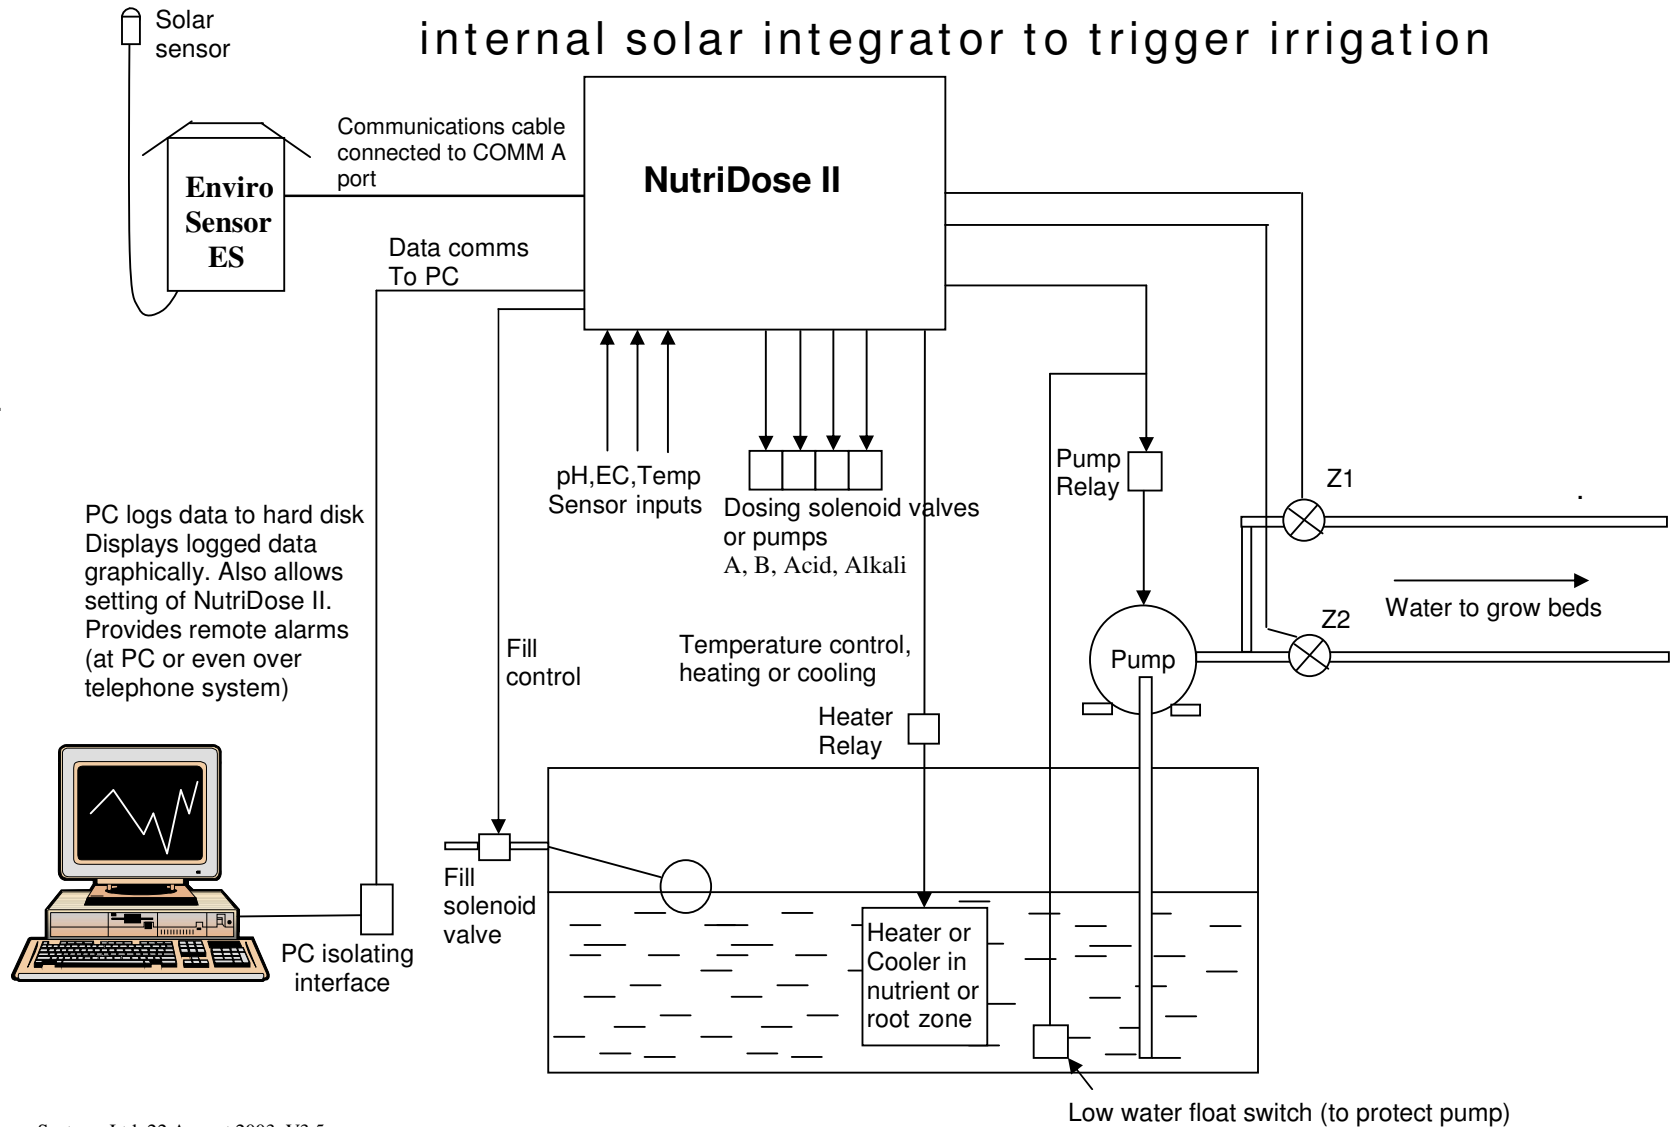 Solar
sensor
internal solar integrator to trigger irrigation
Communications cable
connected to COMM A
port
NutriDose II
Enviro
Sensor
ES
Data comms
To PC
pH,EC,Temp
Sensor inputs
Dosing solenoid valves
or pumps
A, B, Acid, Alkali
Pump
Relay
Z1
.
PC logs data to hard disk
Displays logged data
graphically. Also allows
setting of NutriDose II.
Provides remote alarms
(at PC or even over
telephone system)
Water to grow beds
Z2
Fill
control
Temperature control,
heating or cooling
Pump
Heater
Relay
Fill
solenoid
valve
PC isolating
interface
Heater or
Cooler in
nutrient or
root zone
Low water float switch (to protect pump)